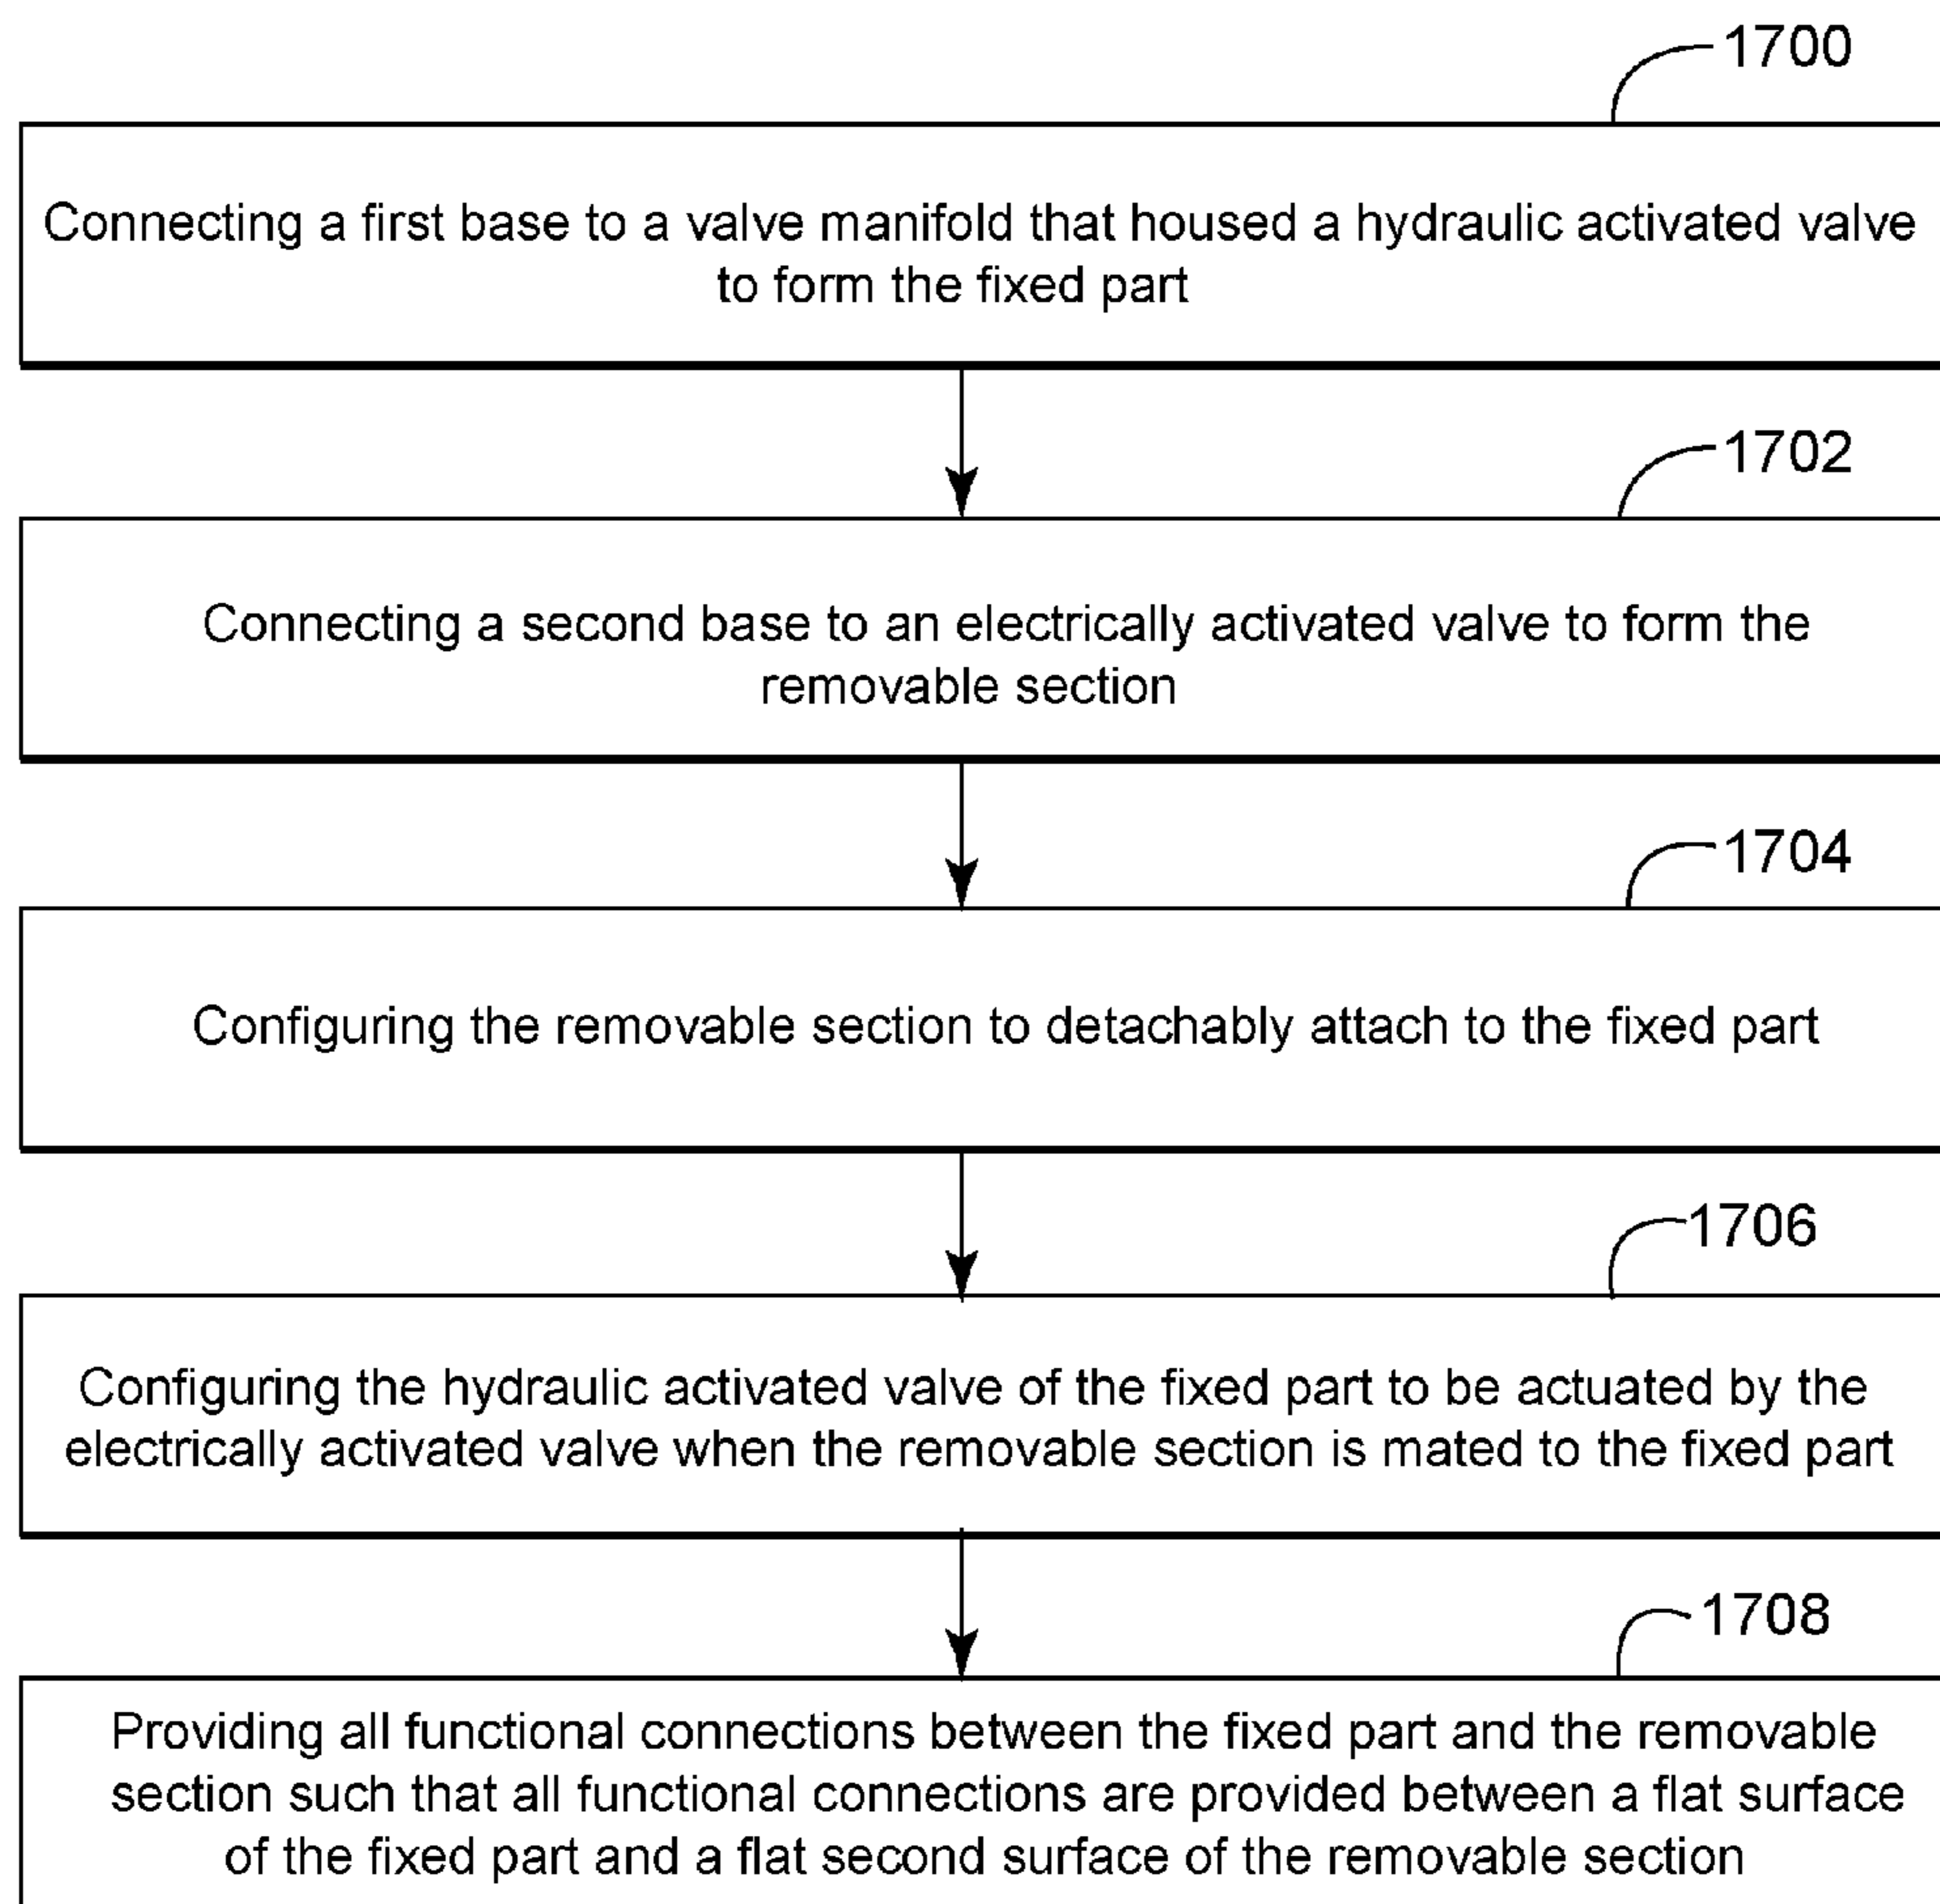 1700
Connecting a first base to a valve manifold that housed a hydraulic activated valve
to form the fixed part
1702
Connecting a second base to an electrically activated valve to form the
removable section
1704
Configuring the removable section to detachably attach to the fixed part
1706
Configuring the hydraulic activated valve of the fixed part to be actuated by the
electrically activated valve when the removable section is mated to the fixed part
1708
Providing all functional connections between the fixed part and the removable
section such that all functional connections are provided between a flat surface
of the fixed part and a flat second surface of the removable section